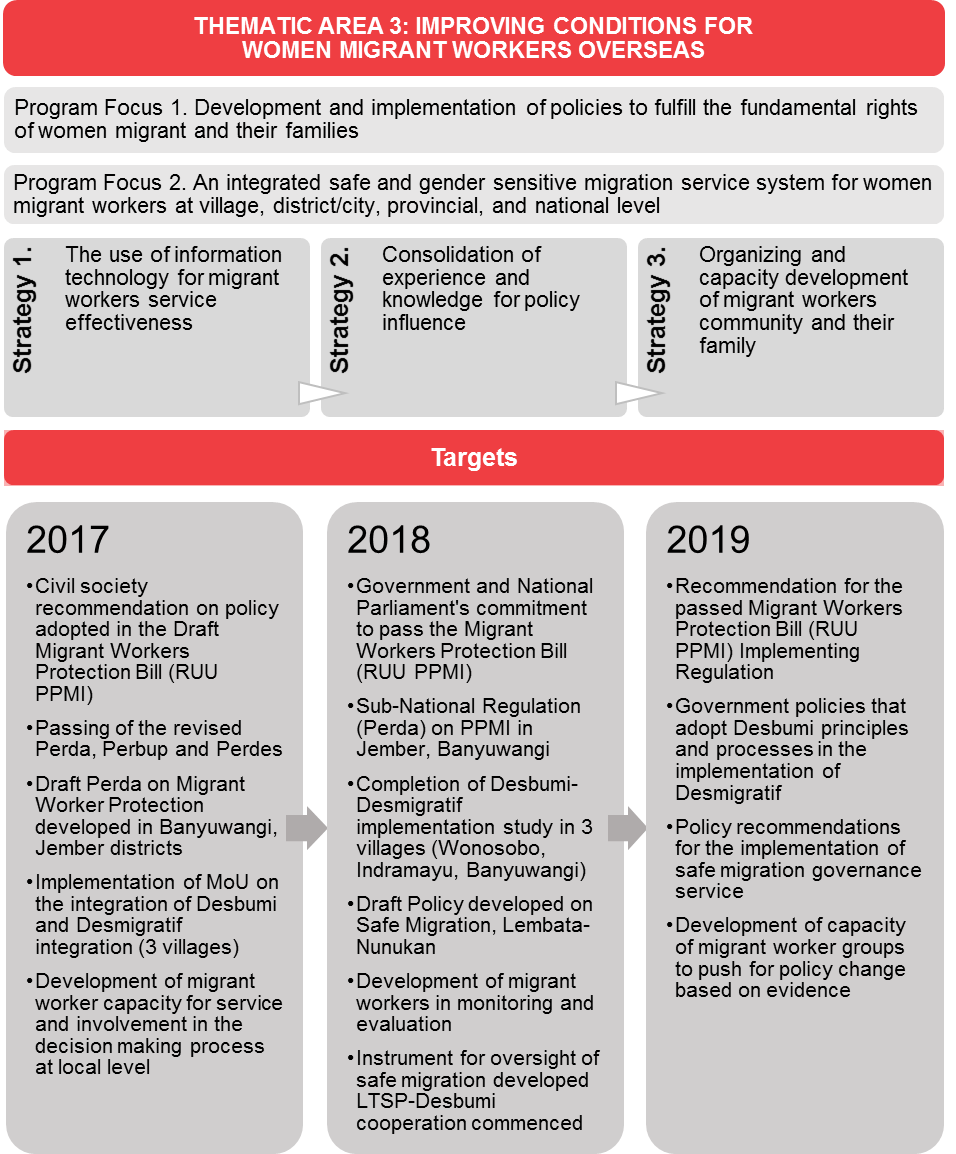 THEMATIC AREA 3: IMPROVING CONDITIONS FOR
WOMEN MIGRANT WORKERS OVERSEAS
Program Focus 1. Development and implementation of policies to fulfill the fundamental rights
of women migrant and their families
Program Focus 2. An integrated safe and gender sensitive migration service system for women
migrant workers at village, district/city, provincial, and national level
Strategy 1.
The use of information
technology for migrant
workers service
effectiveness
Strategy 2.
Consolidation of
experience and
knowledge for policy
influence
Strategy 3.
Organizing and
capacity development
of migrant workers
community and their
family
Targets
2017
•Civil society
recommendation on policy
adopted in the Draft
Migrant Workers
Protection Bill (RUU
PPMI)
•Passing of the revised
Perda, Perbup and Perdes
•Draft Perda on Migrant
Worker Protection
developed in Banyuwangi,
Jember districts
•Implementation of MoU on
the integration of Desbumi
and Desmigratif
integration (3 villages)
•Development of migrant
worker capacity for service
and involvement in the
decision making process
at local level
2018
•Government and National
Parliament's commitment
to pass the Migrant
Workers Protection Bill
(RUU PPMI)
•Sub-National Regulation
(Perda) on PPMI in
Jember, Banyuwangi
•Completion of Desbumi-
Desmigratif
implementation study in 3
villages (Wonosobo,
Indramayu, Banyuwangi)
•Draft Policy developed on
Safe Migration, Lembata-
Nunukan
•Development of migrant
workers in monitoring and
evaluation
•Instrument for oversight of
safe migration developed
LTSP-Desbumi
cooperation commenced
2019
•Recommendation for the
passed Migrant Workers
Protection Bill (RUU
PPMI) Implementing
Regulation
•Government policies that
adopt Desbumi principles
and processes in the
implementation of
Desmigratif
•Policy recommendations
for the implementation of
safe migration governance
service
•Development of capacity
of migrant worker groups
to push for policy change
based on evidence